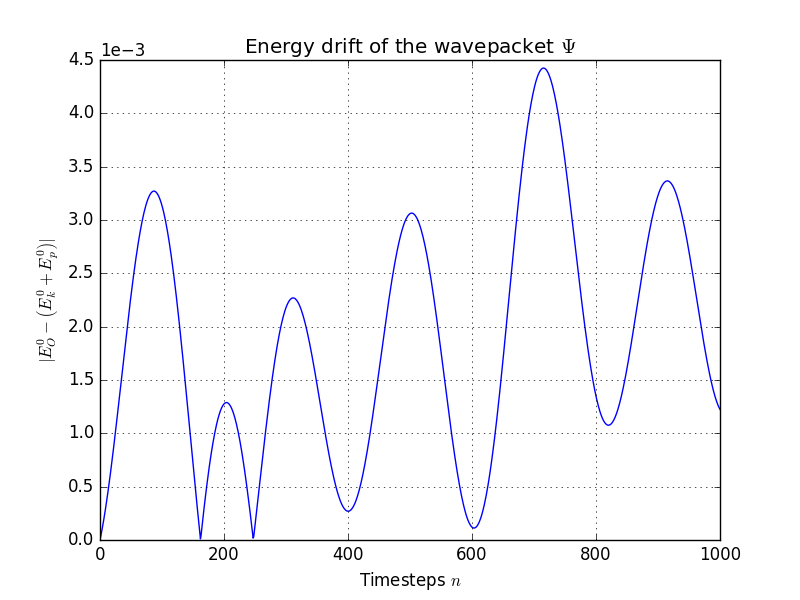 Energy drift of the wavepacket Ψ
1e−3
4.5
4.0
3.5
3.0
2.5
2.0
1.5
1.0
0.5
0.0
|E_O^0 − (E_k^0 + E_p^0)|
0 200 400 600 800 1000
Timesteps n